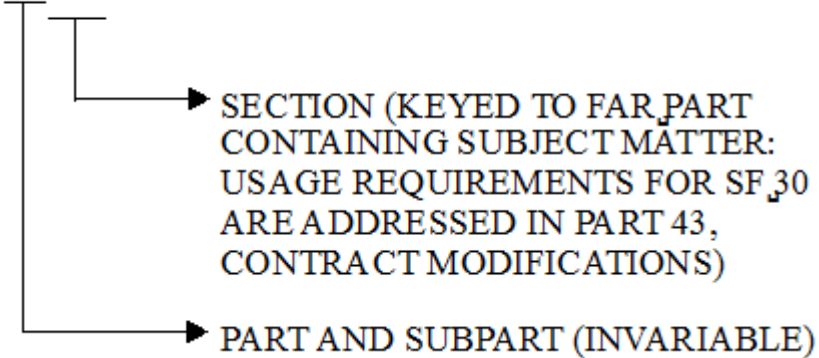 SECTION (KEYED TO FAR PART
CONTAINING SUBJECT MATTER:
USAGE REQUIREMENTS FOR SF 30
ARE ADDRESSED IN PART 43,
CONTRACT MODIFICATIONS)
PART AND SUBPART (INVARIABLE)